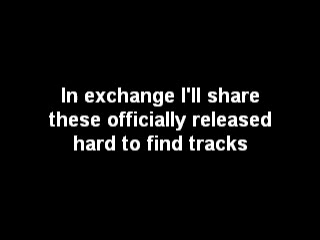 In exchange I'll share
these officially released
hard to find tracks